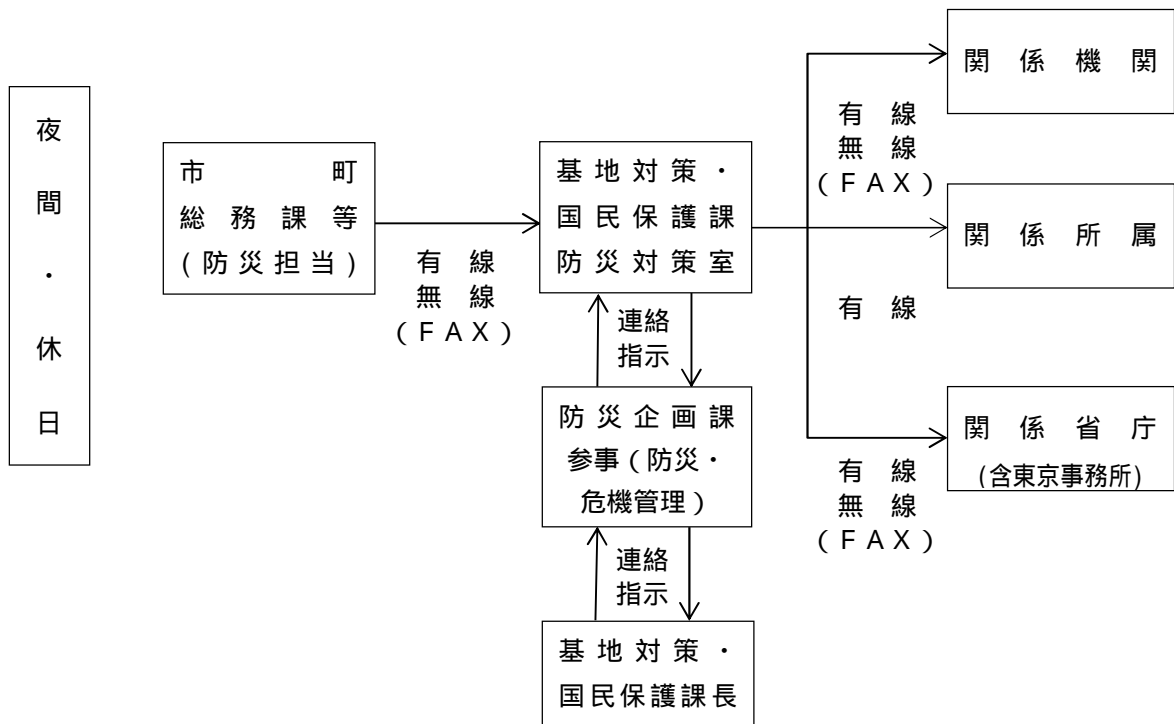 夜間・休日
市町
総務課等
(防災担当)
有線
無線
(FAX)
基地対策・
国民保護課
防災対策室
連絡
指示
防災企画課
参事(防災・
危機管理)
連絡
指示
基地対策・
国民保護課長
有線
無線
(FAX)
関係機関
関係所属
有線
関係省庁
(含東京事務所)
有線
無線
(FAX)